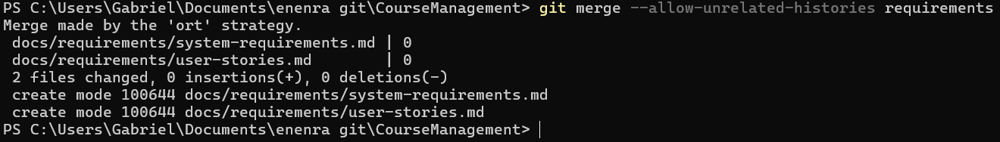 PS C:\Users\Gabriel\Documents\enenra git\CourseManagement> git merge --allow-unrelated-histories requirements
Merge made by the 'ort' strategy.
 docs/requirements/system-requirements.md | 0
 docs/requirements/user-stories.md        | 0
 2 files changed, 0 insertions(+), 0 deletions(-)
 create mode 100644 docs/requirements/system-requirements.md
 create mode 100644 docs/requirements/user-stories.md
PS C:\Users\Gabriel\Documents\enenra git\CourseManagement>